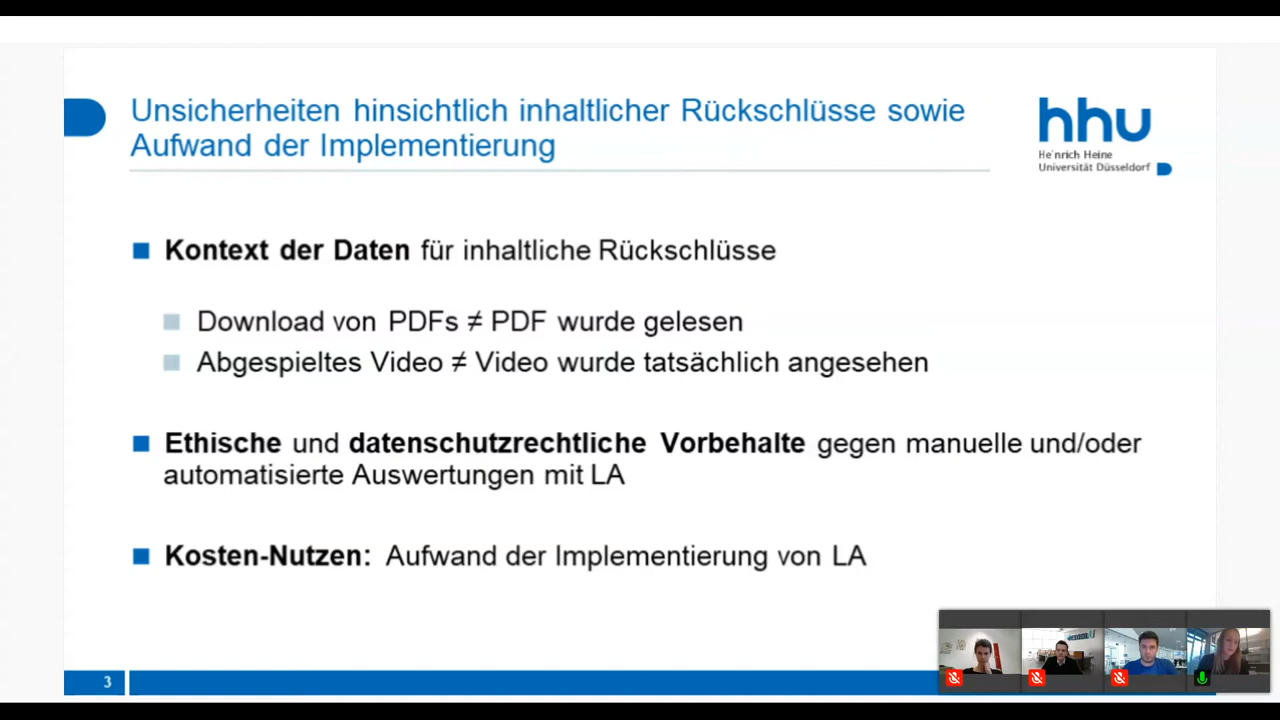 Unsicherheiten hinsichtlich inhaltlicher Rückschlüsse sowie
Aufwand der Implementierung
hhu
Heinrich Heine
Universität Düsseldorf
Kontext der Daten für inhaltliche Rückschlüsse
Download von PDFs ≠ PDF wurde gelesen
Abgespieltes Video ≠ Video wurde tatsächlich angesehen
Ethische und datenschutzrechtliche Vorbehalte gegen manuelle und/oder
automatisierte Auswertungen mit LA
Kosten-Nutzen: Aufwand der Implementierung von LA
3